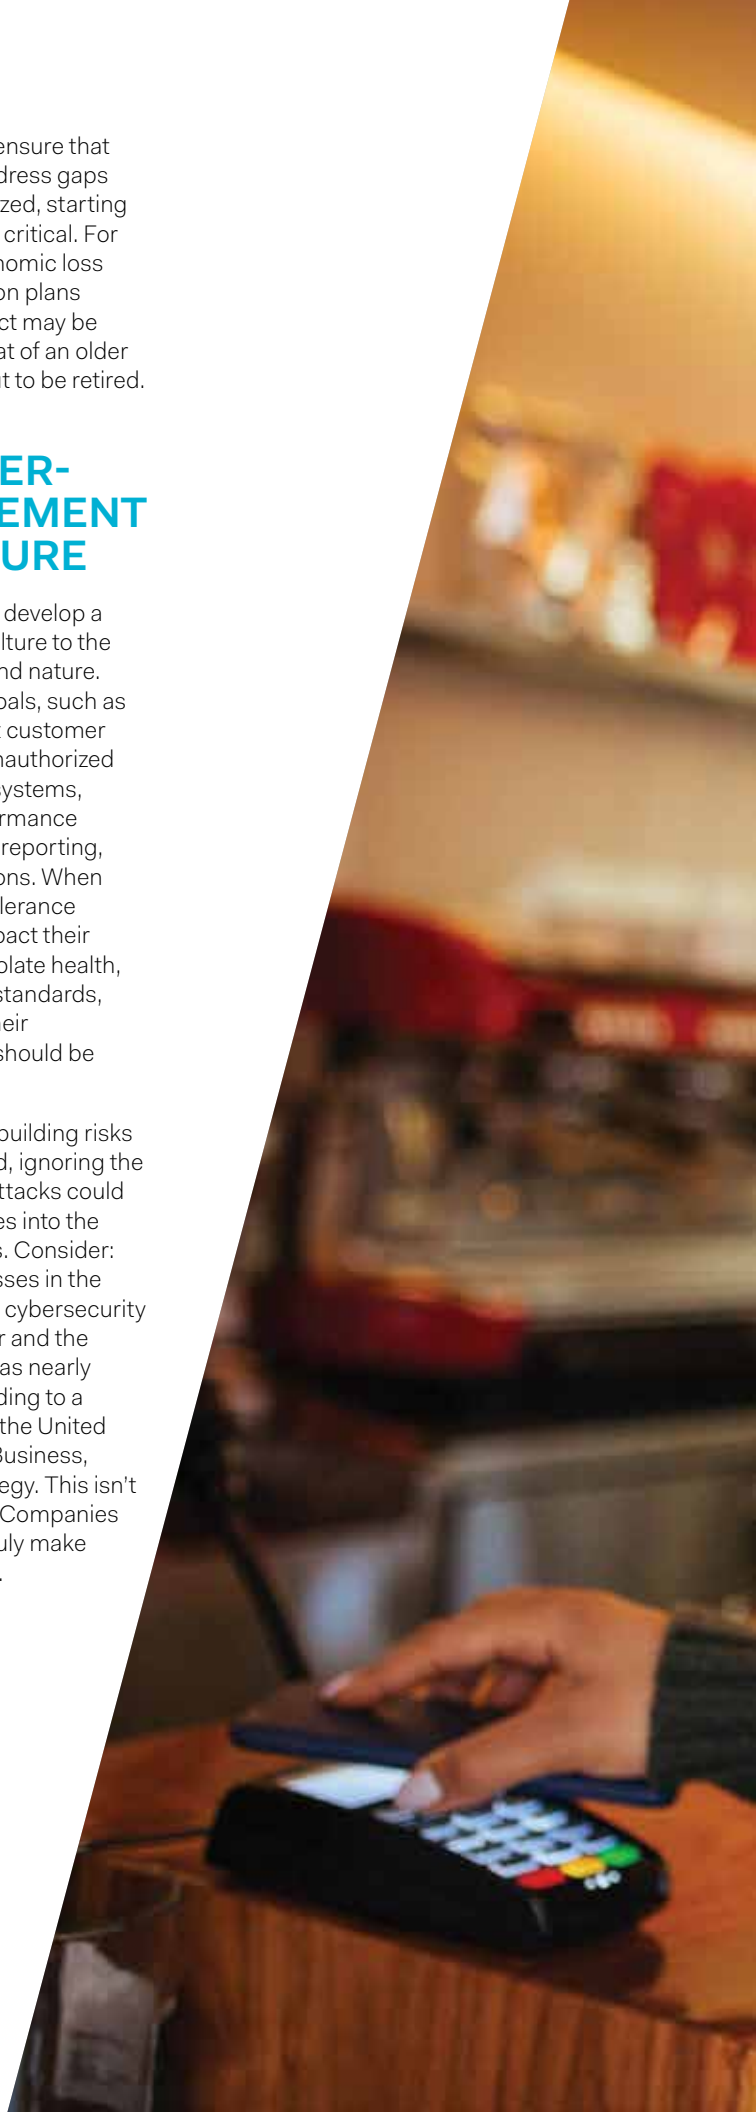 ensure that
dress gaps
zed, starting
critical. For
nomic loss
on plans
ct may be
at of an older
t to be retired.
ER-
EMENT
URE
develop a
lture to the
nd nature.
oals, such as
customer
nauthorized
systems,
rmance
reporting,
ons. When
lerance
pact their
olate health,
standards,
heir
should be
building risks
d, ignoring the
ttacks could
es into the
s. Consider:
sses in the
cybersecurity
r and the
as nearly
ding to a
the United
Business,
egy. This isn't
Companies
uly make
.